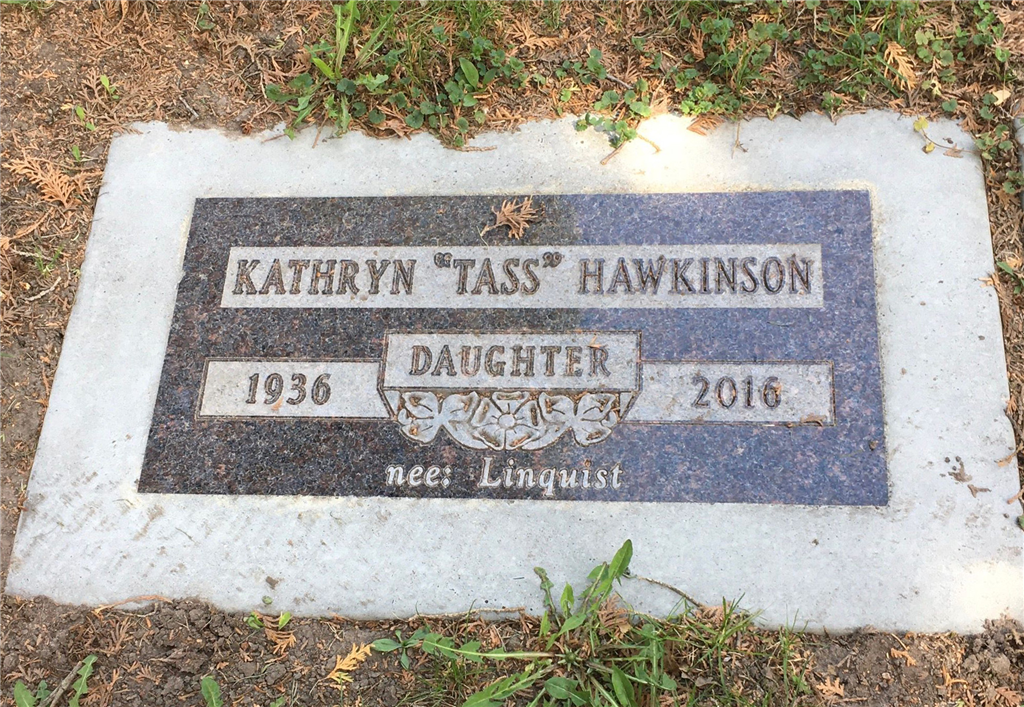 KATHRYN "TASS" HAWKINSON
DAUGHTER
1936 2016
nee: Linquist